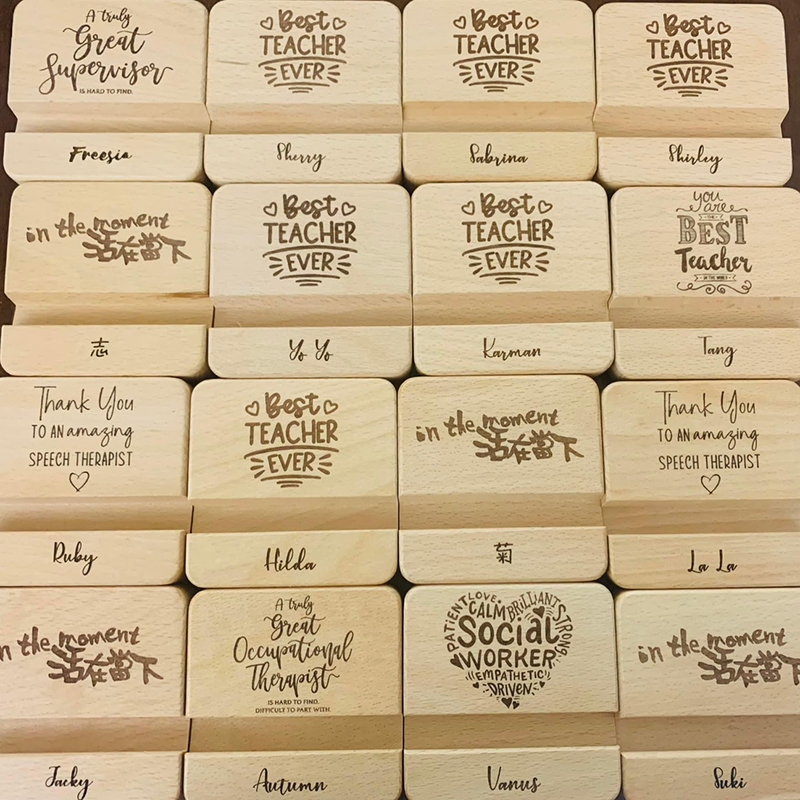 A truly
Great
Supervisor
IS HARD TO FIND.
Freesia
Best
TEACHER
EVER
Sherry
Best
TEACHER
EVER
Sabrina
Best
TEACHER
EVER
Shirley
in the moment
活在當下
志
Best
TEACHER
EVER
Yo Yo
Best
TEACHER
EVER
Karman
you
are
THE
BEST
Teacher
IN THE WORLD
Tang
Thank You
TO AN amazing
SPEECH THERAPIST
Ruby
Best
TEACHER
EVER
Hilda
in the moment
活在當下
菊
Thank You
TO AN amazing
SPEECH THERAPIST
La La
in the moment
活在當下
Jacky
A truly
Great
Occupational
Therapist
IS HARD TO FIND.
DIFFICULT TO PART WITH.
Autumn
PATIENT LOVE STRONG
CALM BRILLIANT
Social
WORKER
EMPATHETIC
DRIVEN
Vanus
in the moment
活在當下
Suki